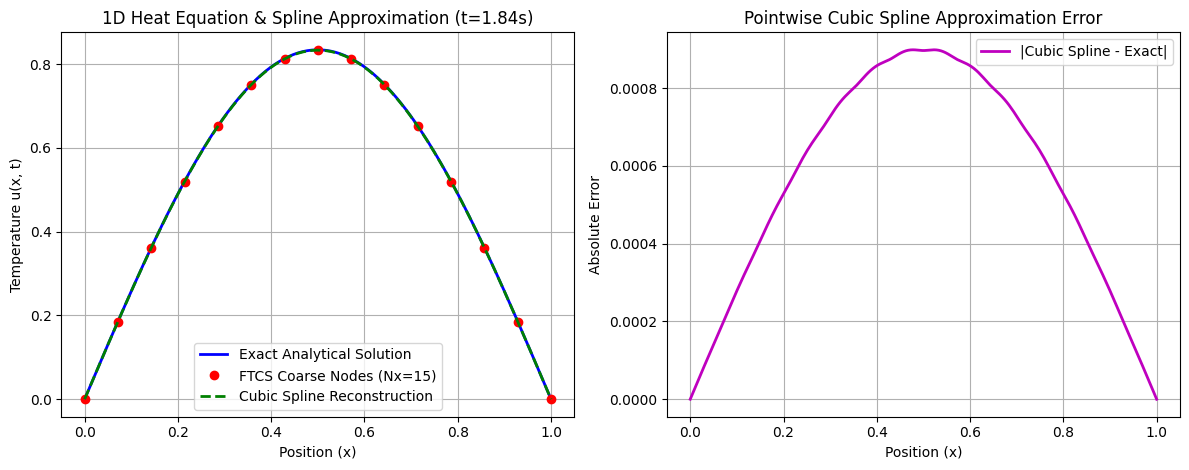 1D Heat Equation & Spline Approximation (t=1.84s)
Temperature u(x, t)
0.8
0.6
0.4
0.2
0.0
Exact Analytical Solution
FTCS Coarse Nodes (Nx=15)
Cubic Spline Reconstruction
0.0 0.2 0.4 0.6 0.8 1.0
Position (x)
Pointwise Cubic Spline Approximation Error
|Cubic Spline - Exact|
Absolute Error
0.0008
0.0006
0.0004
0.0002
0.0000
0.0 0.2 0.4 0.6 0.8 1.0
Position (x)